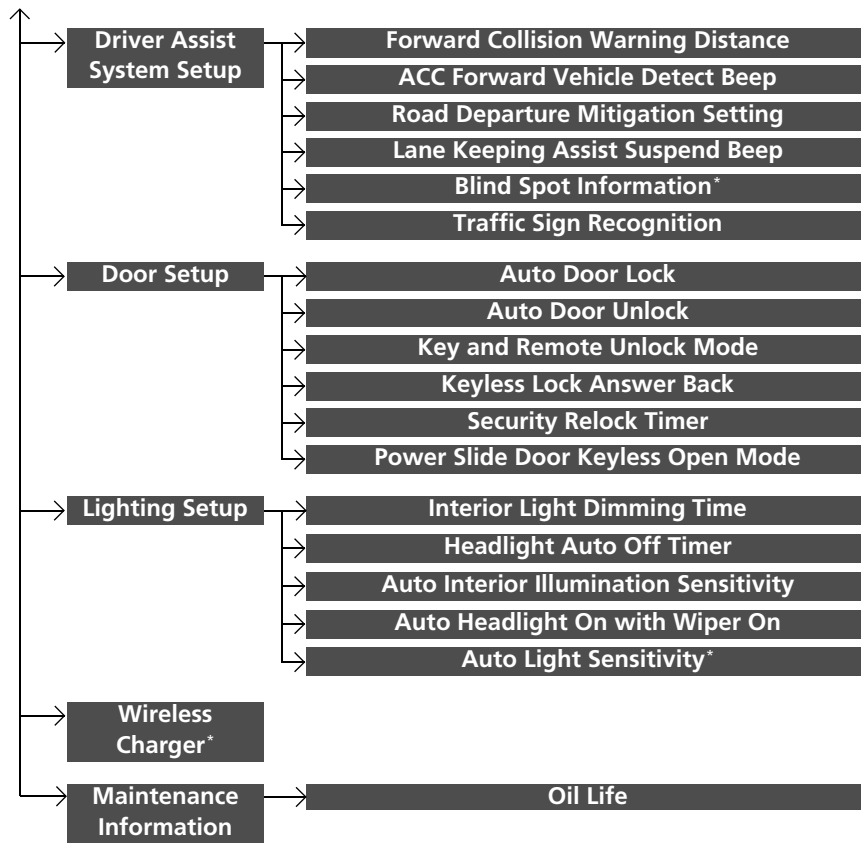 Driver Assist
System Setup
Forward Collision Warning Distance
ACC Forward Vehicle Detect Beep
Road Departure Mitigation Setting
Lane Keeping Assist Suspend Beep
Blind Spot Information*
Traffic Sign Recognition
Door Setup
Auto Door Lock
Auto Door Unlock
Key and Remote Unlock Mode
Keyless Lock Answer Back
Security Relock Timer
Power Slide Door Keyless Open Mode
Lighting Setup
Interior Light Dimming Time
Headlight Auto Off Timer
Auto Interior Illumination Sensitivity
Auto Headlight On with Wiper On
Auto Light Sensitivity*
Wireless
Charger*
Maintenance
Information
Oil Life